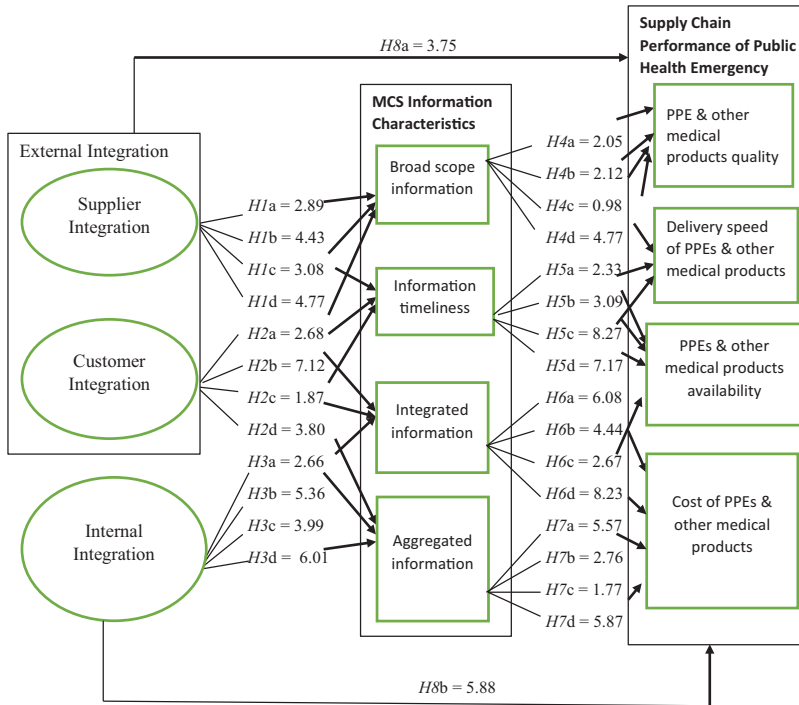 H8a = 3.75
Supply Chain
Performance of Public
Health Emergency
MCS Information
Characteristics
External Integration
Supplier
Integration
Customer
Integration
Internal
Integration
H1a = 2.89
H1b = 4.43
H1c = 3.08
H1d = 4.77
H2a = 2.68
H2b = 7.12
H2c = 1.87
H2d = 3.80
H3a = 2.66
H3b = 5.36
H3c = 3.99
H3d = 6.01
Broad scope
information
Information
timeliness
Integrated
information
Aggregated
information
H4a = 2.05
H4b = 2.12
H4c = 0.98
H4d = 4.77
H5a = 2.33
H5b = 3.09
H5c = 8.27
H5d = 7.17
H6a = 6.08
H6b = 4.44
H6c = 2.67
H6d = 8.23
H7a = 5.57
H7b = 2.76
H7c = 1.77
H7d = 5.87
PPE & other
medical
products quality
Delivery speed
of PPEs & other
medical products
PPEs & other
medical products
availability
Cost of PPEs &
other medical
products
H8b = 5.88